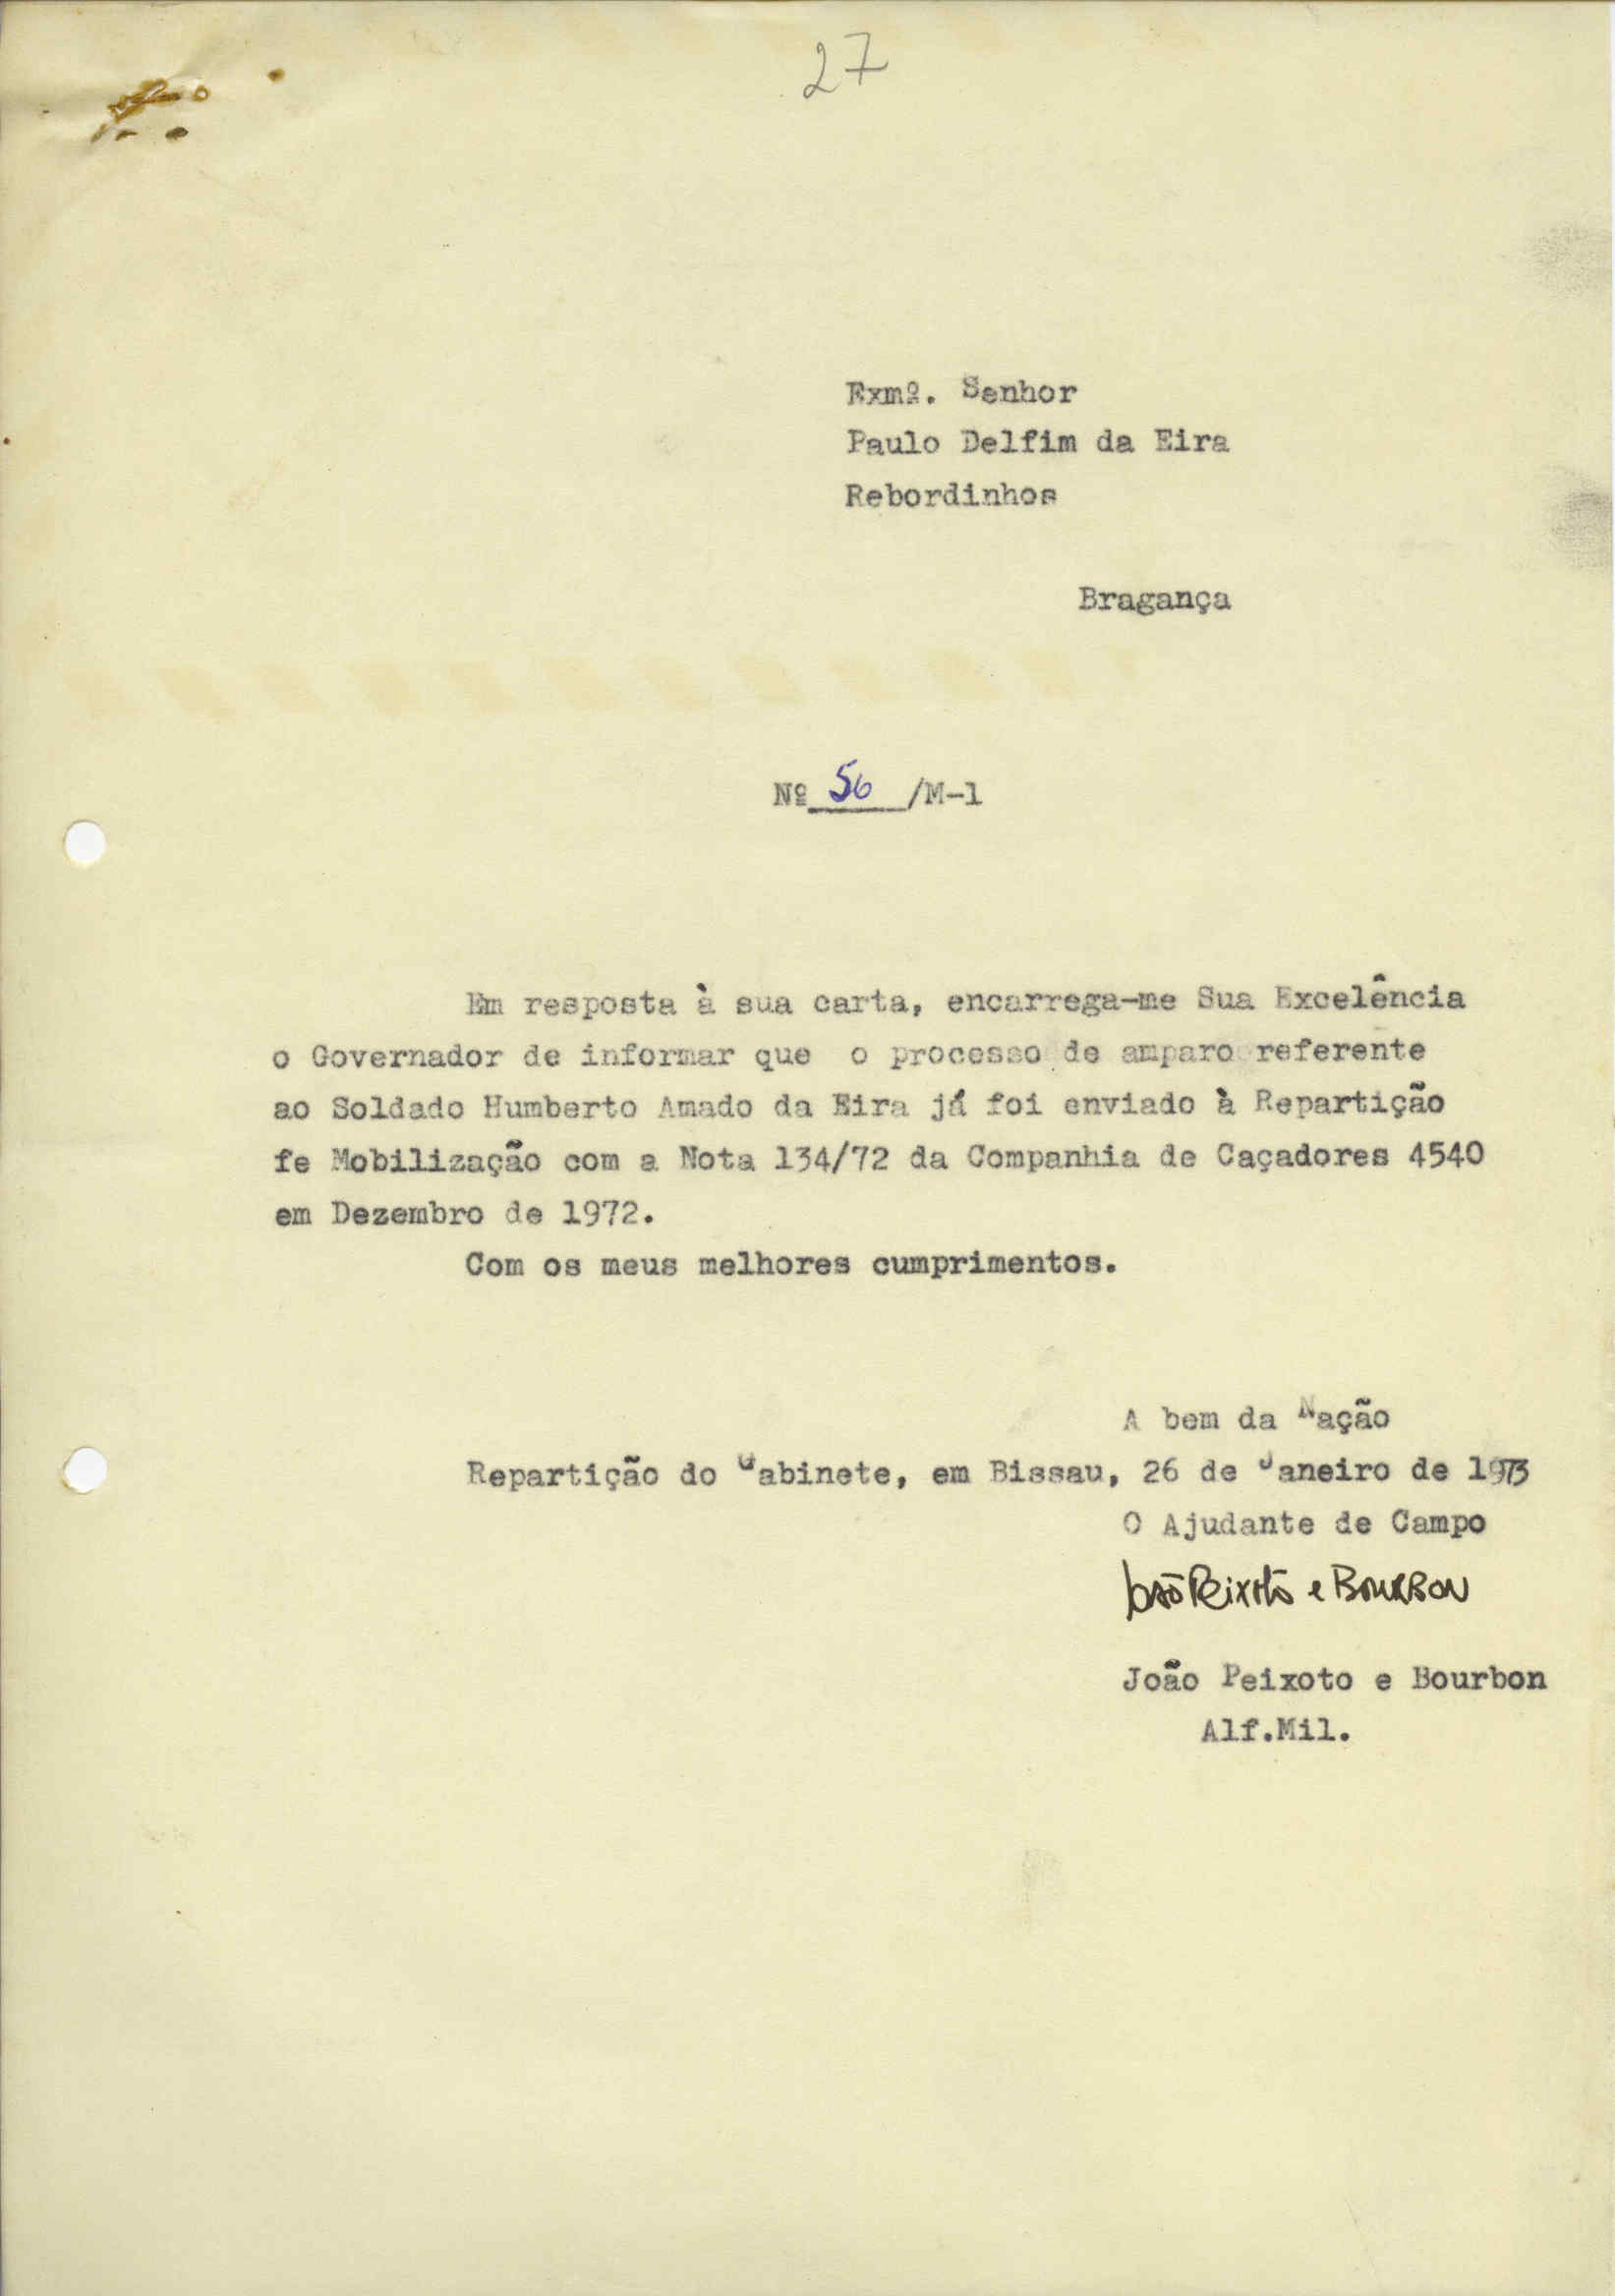 27
Exmº. Senhor
Paulo Delfim da Eira
Rebordinhos
Bragança
Nº 56 /M-1
Em resposta à sua carta, encarrega-me Sua Excelência
o Governador de informar que o processo de amparo referente
ao Soldado Humberto Amado da Eira já foi enviado à Repartição
fe Mobilização com a Nota 134/72 da Companhia de Caçadores 4540
em Dezembro de 1972.
Com os meus melhores cumprimentos.
A bem da Nação
Repartição do Gabinete, em Bissau, 26 de Janeiro de 1973
O Ajudante de Campo
João Peixoto e Bourbon
João Peixoto e Bourbon
Alf.Mil.